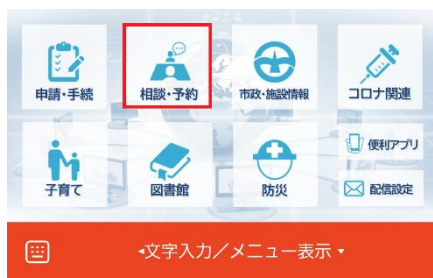 申請・手続
相談・予約
市政・施設情報
コロナ関連
子育て
図書館
防災
便利アプリ
配信設定
◂文字入力／メニュー表示 ▾